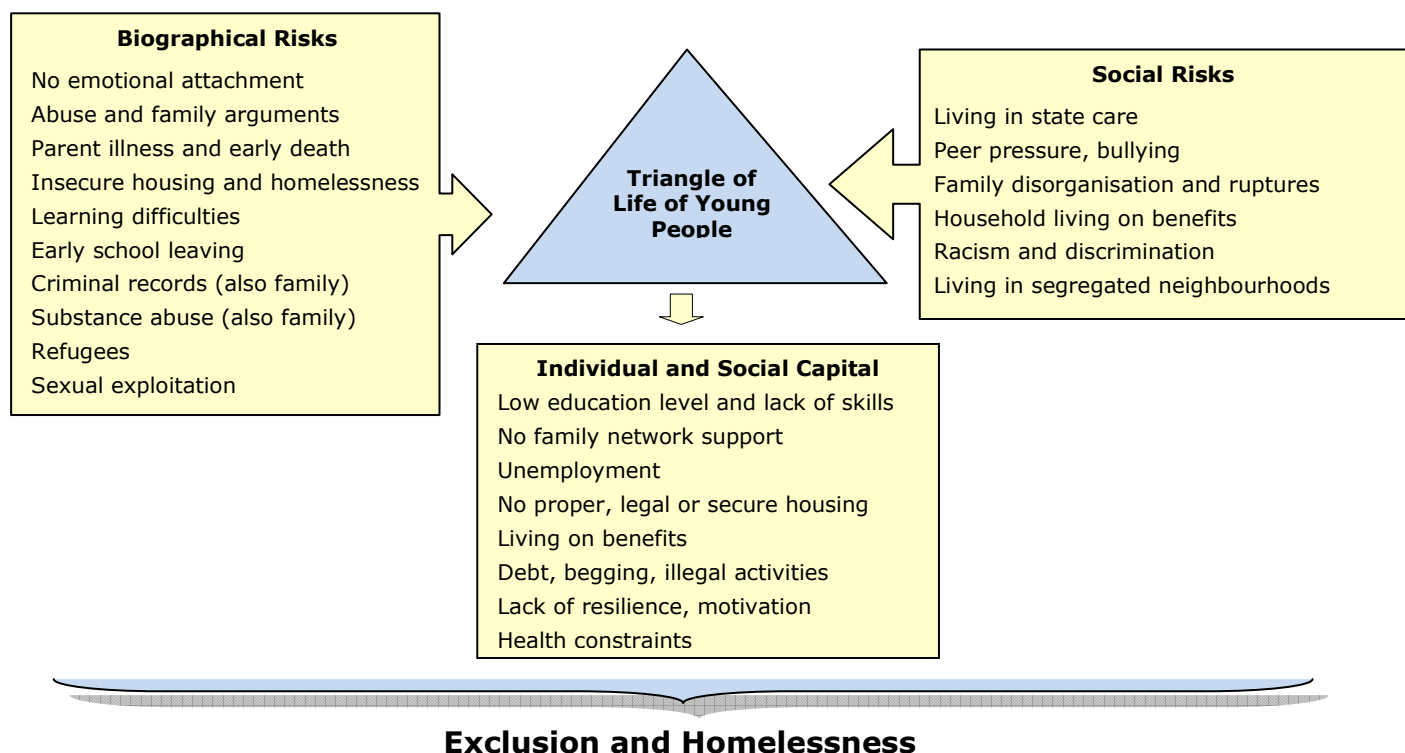 Biographical Risks
No emotional attachment
Abuse and family arguments
Parent illness and early death
Insecure housing and homelessness
Learning difficulties
Early school leaving
Criminal records (also family)
Substance abuse (also family)
Refugees
Sexual exploitation
Triangle of
Life of Young
People
Social Risks
Living in state care
Peer pressure, bullying
Family disorganisation and ruptures
Household living on benefits
Racism and discrimination
Living in segregated neighbourhoods
Individual and Social Capital
Low education level and lack of skills
No family network support
Unemployment
No proper, legal or secure housing
Living on benefits
Debt, begging, illegal activities
Lack of resilience, motivation
Health constraints
Exclusion and Homelessness